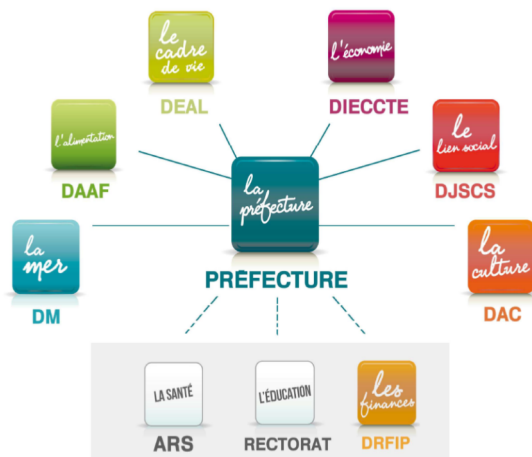 le
cadre
de vie
DEAL
l'économie
DIECCTE
l'alimentation
DAAF
le
lien social
DJSCS
la
préfecture
PRÉFECTURE
la
mer
DM
la
culture
DAC
LA SANTÉ
ARS
L'ÉDUCATION
RECTORAT
les
finances
DRFIP